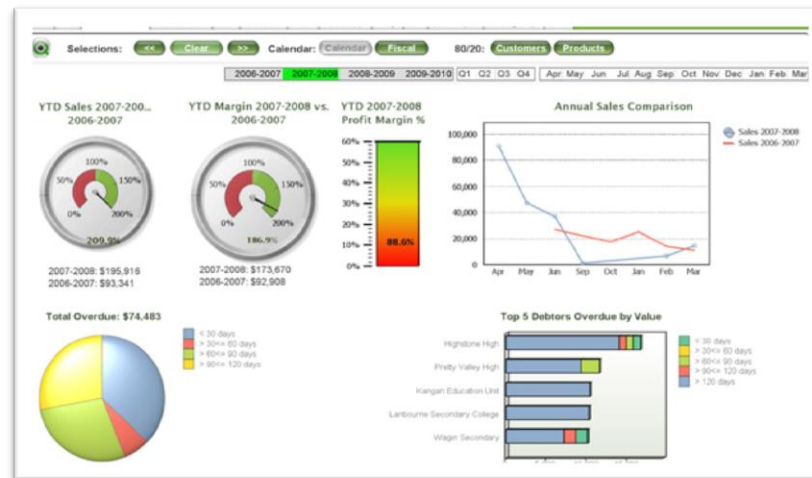 Selections: << Clear >> Calendar: Calendar Fiscal 80/20: Customers Products
2006-2007 2007-2008 2008-2009 2009-2010 Q1 Q2 Q3 Q4 Apr May Jun Jul Aug Sep Oct Nov Dec Jan Feb Mar
YTD Sales 2007-200...
2006-2007
0%
50%
100%
150%
200%
209.9%
2007-2008: $195,916
2006-2007: $93,341
YTD Margin 2007-2008 vs.
2006-2007
0%
50%
100%
150%
200%
186.9%
2007-2008: $173,670
2006-2007: $92,908
YTD 2007-2008
Profit Margin %
60%
50%
40%
30%
20%
10%
0%
88.6%
Annual Sales Comparison
100,000
80,000
60,000
40,000
20,000
0
Apr May Jun Sep Oct Jan Feb Mar
Sales 2007-2008
Sales 2006-2007
Total Overdue: $74,483
< 30 days
> 30<= 60 days
> 60<= 90 days
> 90<= 120 days
Top 5 Debtors Overdue by Value
Highstone High
Pretty Valley High
Kangan Education Unit
Lanbourne Secondary College
Wagin Secondary
< 30 days
> 30<= 60 days
> 60<= 90 days
> 90<= 120 days
> 120 days